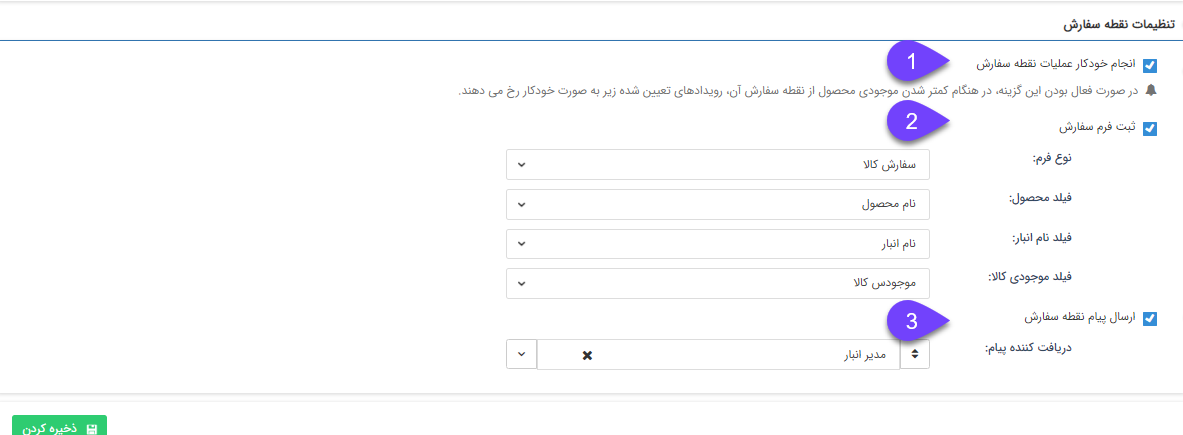 تنظیمات نقطه سفارش
انجام خودکار عملیات نقطه سفارش 1
در صورت فعال بودن این گزینه، در هنگام کمتر شدن موجودی محصول از نقطه سفارش آن، رویدادهای تعیین شده زیر به صورت خودکار رخ می دهند.
ثبت فرم سفارش 2
نوع فرم: سفارش کالا
فیلد محصول: نام محصول
فیلد نام انبار: نام انبار
فیلد موجودی کالا: موجودس کالا
ارسال پیام نقطه سفارش 3
دریافت کننده پیام: مدیر انبار
ذخیره کردن